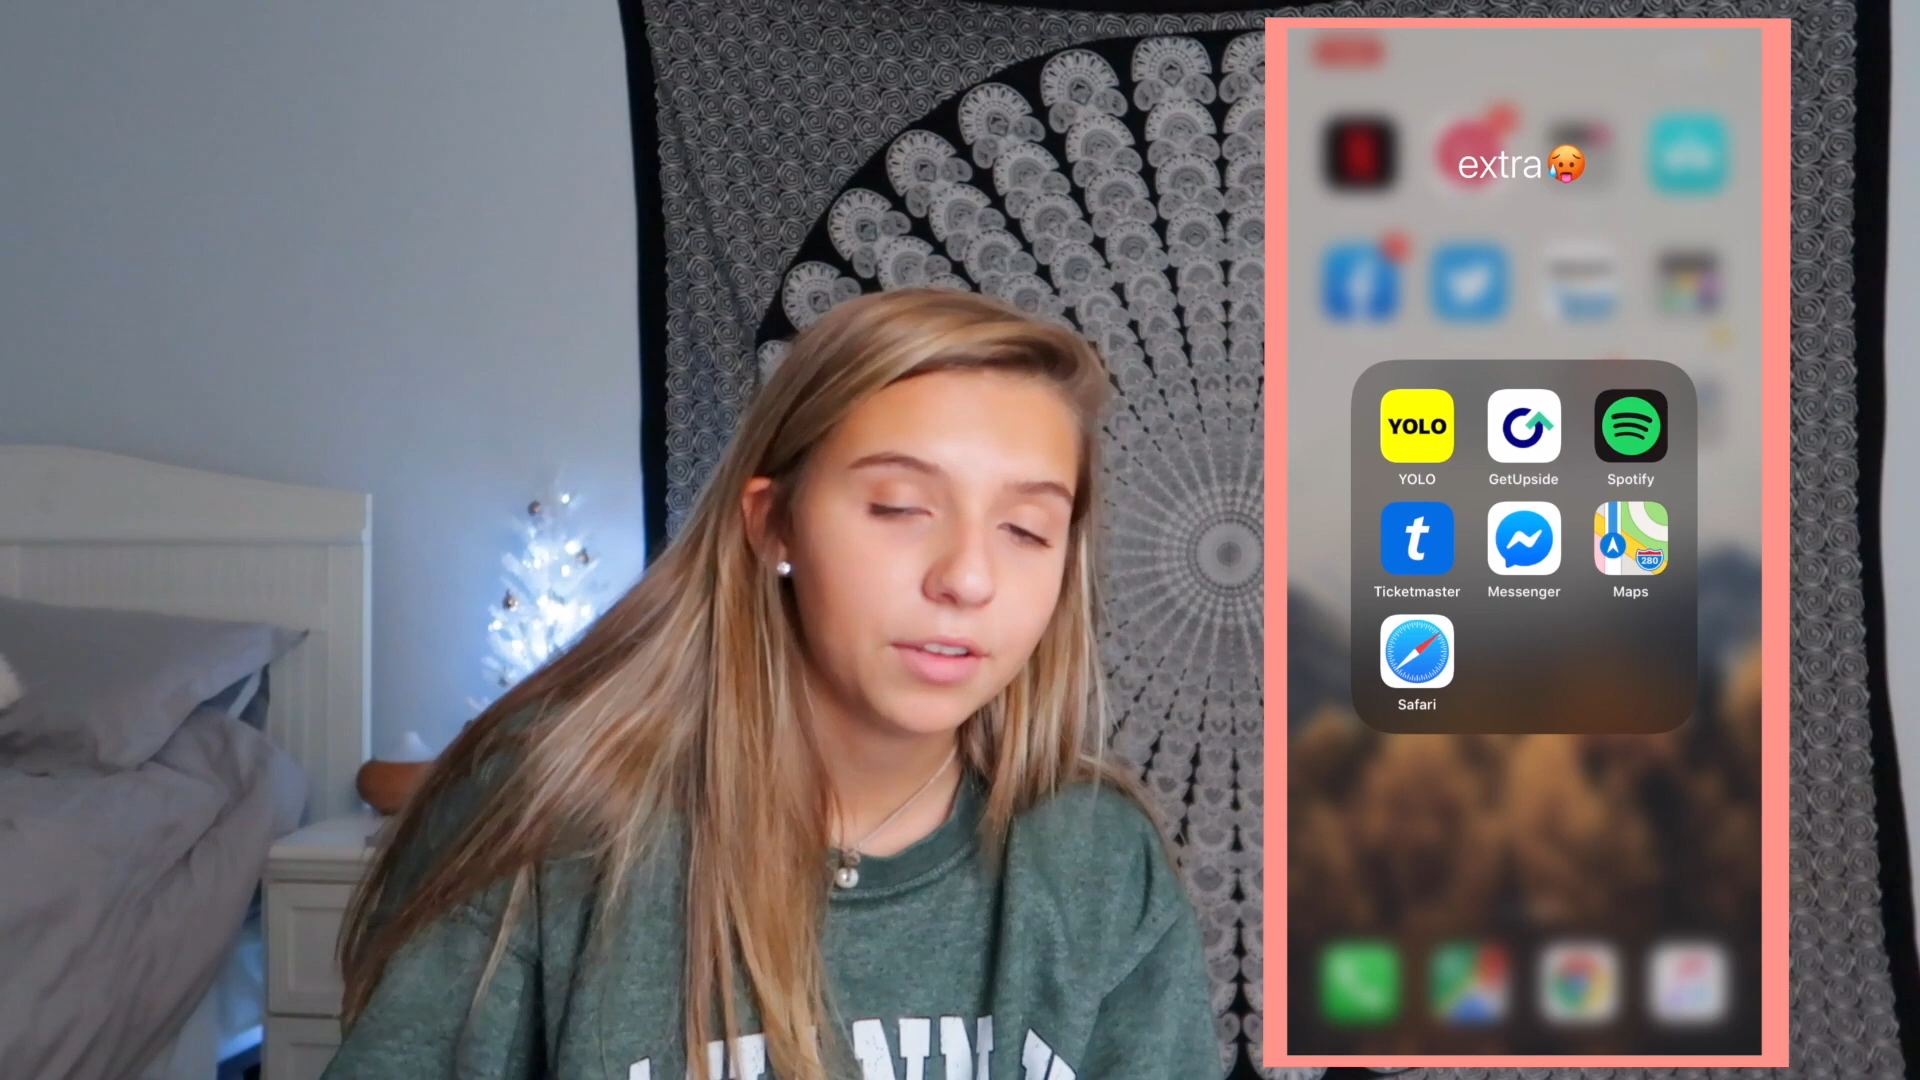 extra🥵
YOLO
YOLO
GetUpside
Spotify
t
Ticketmaster
Messenger
280
Maps
Safari